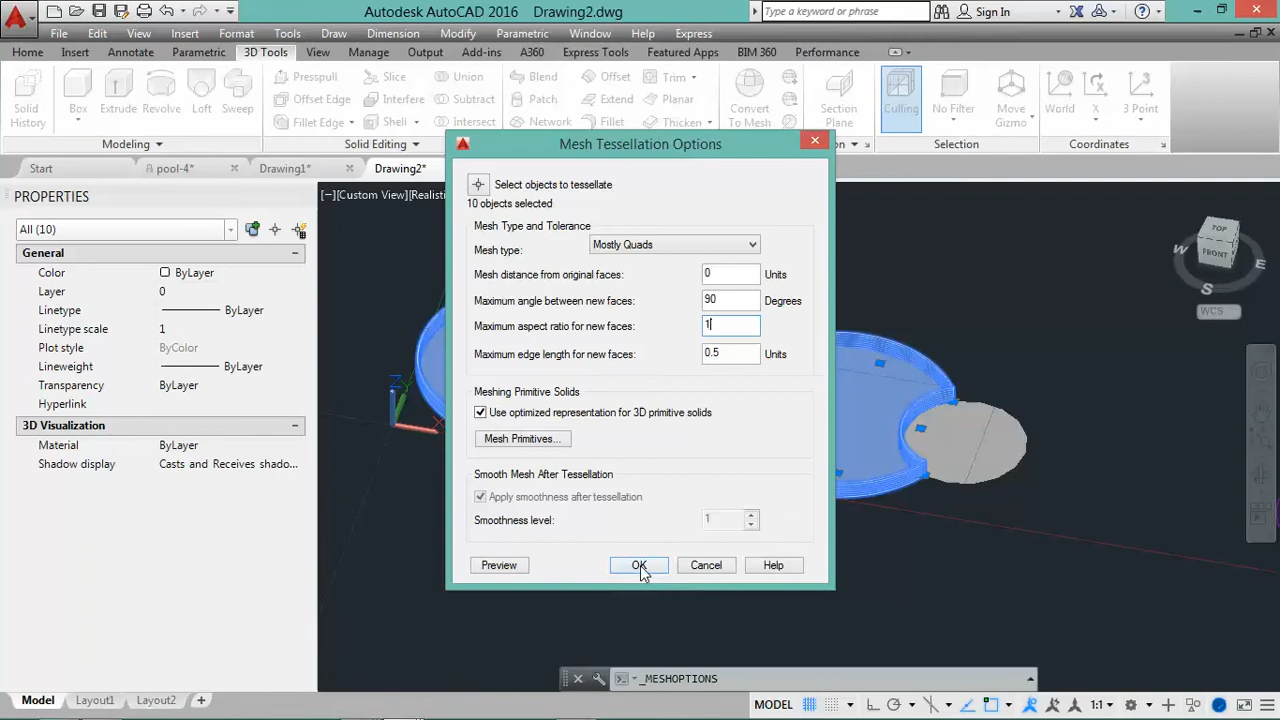 Autodesk AutoCAD 2016 Drawing2.dwg
Type a keyword or phrase
Sign In
File Edit View Insert Format Tools Draw Dimension Modify Parametric Window Help Express
Home Insert Annotate Parametric 3D Tools View Manage Output Add-ins A360 Express Tools Featured Apps BIM 360 Performance
Solid History
Box
Extrude
Revolve
Loft
Sweep
Presspull
Offset Edge
Fillet Edge
Slice
Interfere
Shell
Union
Subtract
Intersect
Blend
Patch
Network
Offset
Extend
Fillet
Trim
Planar
Convert To Mesh
Section Plane
Culling
No Filter
Move Gizmo
World
X
3 Point
Modeling
Solid Editing
Selection
Coordinates
Start
pool-4*
Drawing1*
Drawing2*
PROPERTIES
All (10)
General
Color ByLayer
Layer 0
Linetype ByLayer
Linetype scale 1
Plot style ByColor
Lineweight ByLayer
Transparency ByLayer
Hyperlink
3D Visualization
Material ByLayer
Shadow display Casts and Receives shado...
[−][Custom View][Realis
Mesh Tessellation Options
Select objects to tessellate
10 objects selected
Mesh Type and Tolerance
Mesh type: Mostly Quads
Mesh distance from original faces: 0 Units
Maximum angle between new faces: 90 Degrees
Maximum aspect ratio for new faces: 1
Maximum edge length for new faces: 0.5 Units
Meshing Primitive Solids
Use optimized representation for 3D primitive solids
Mesh Primitives...
Smooth Mesh After Tessellation
Apply smoothness after tessellation
Smoothness level: 1
Preview OK Cancel Help
Z
Y
X
TOP
FRONT
W
E
S
WCS
_MESHOPTIONS
Model Layout1 Layout2
MODEL
1:1